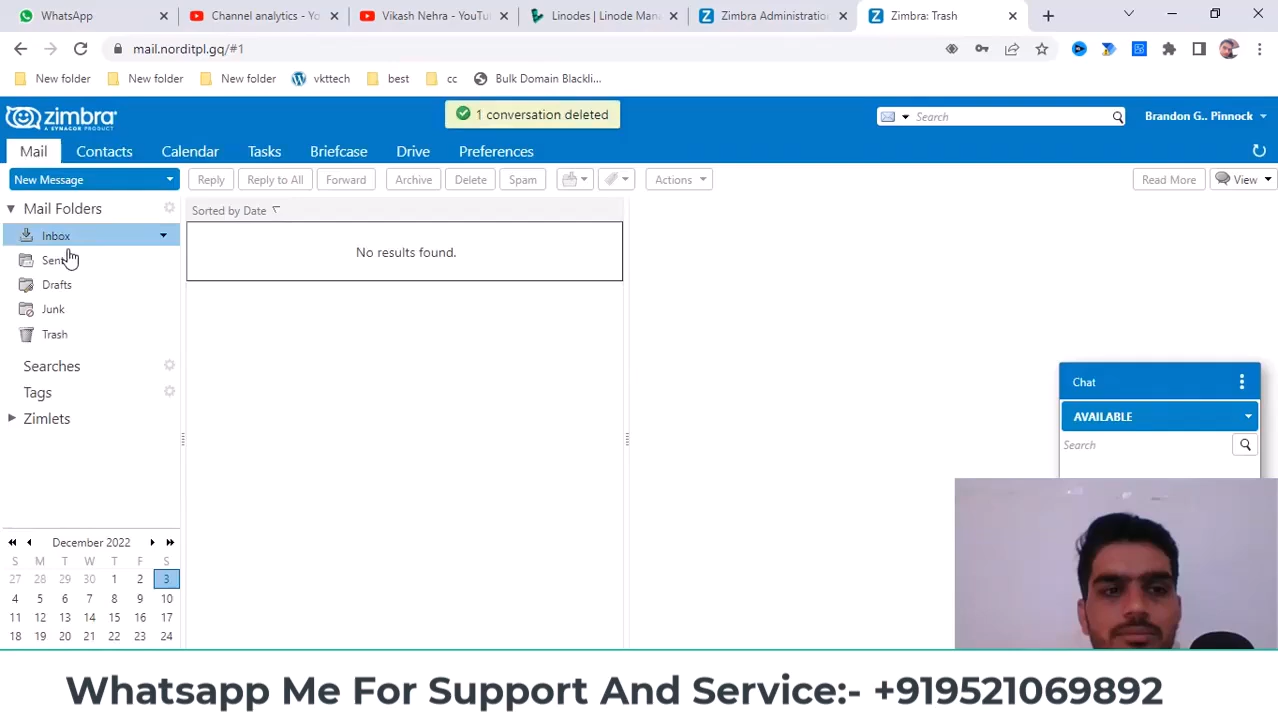 WhatsApp
Channel analytics - Yo
Vikash Nehra - YouTu
Linodes | Linode Man
Zimbra Administratio
Zimbra: Trash
mail.norditpl.gq/#1
New folder
New folder
New folder
vkttech
best
cc
Bulk Domain Blackli...
zimbra
A SYNACOR PRODUCT
1 conversation deleted
Search
Brandon G.. Pinnock
Mail Contacts Calendar Tasks Briefcase Drive Preferences
New Message Reply Reply to All Forward Archive Delete Spam Actions Read More View
Mail Folders
Sorted by Date
Inbox
No results found.
Sent
Drafts
Junk
Trash
Searches
Tags
Zimlets
Chat
AVAILABLE
Search
December 2022
S M T W T F S
27 28 29 30 1 2 3
4 5 6 7 8 9 10
11 12 13 14 15 16 17
18 19 20 21 22 23 24
Whatsapp Me For Support And Service:- +919521069892